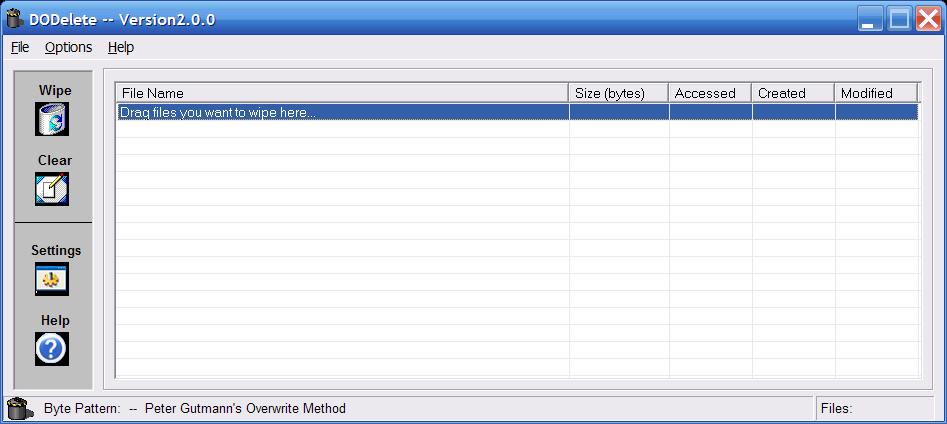 DODelete -- Version2.0.0
File Options Help
Wipe
Clear
Settings
Help
File Name Size (bytes) Accessed Created Modified
Drag files you want to wipe here...
Byte Pattern: -- Peter Gutmann's Overwrite Method Files: